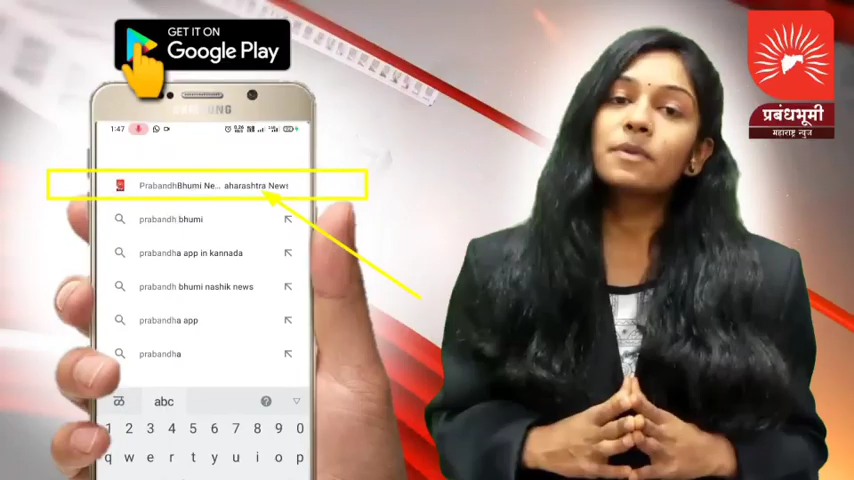 GET IT ON
Google Play
प्रबंधभूमी
महाराष्ट्र न्युज
1:47
PrabandhBhumi Ne... aharashtra News
prabandh bhumi
prabandha app in kannada
prabandh bhumi nashik news
prabandha app
prabandha
abc
1 2 3 4 5 6 7 8 9 0
q w e r t y u i o p